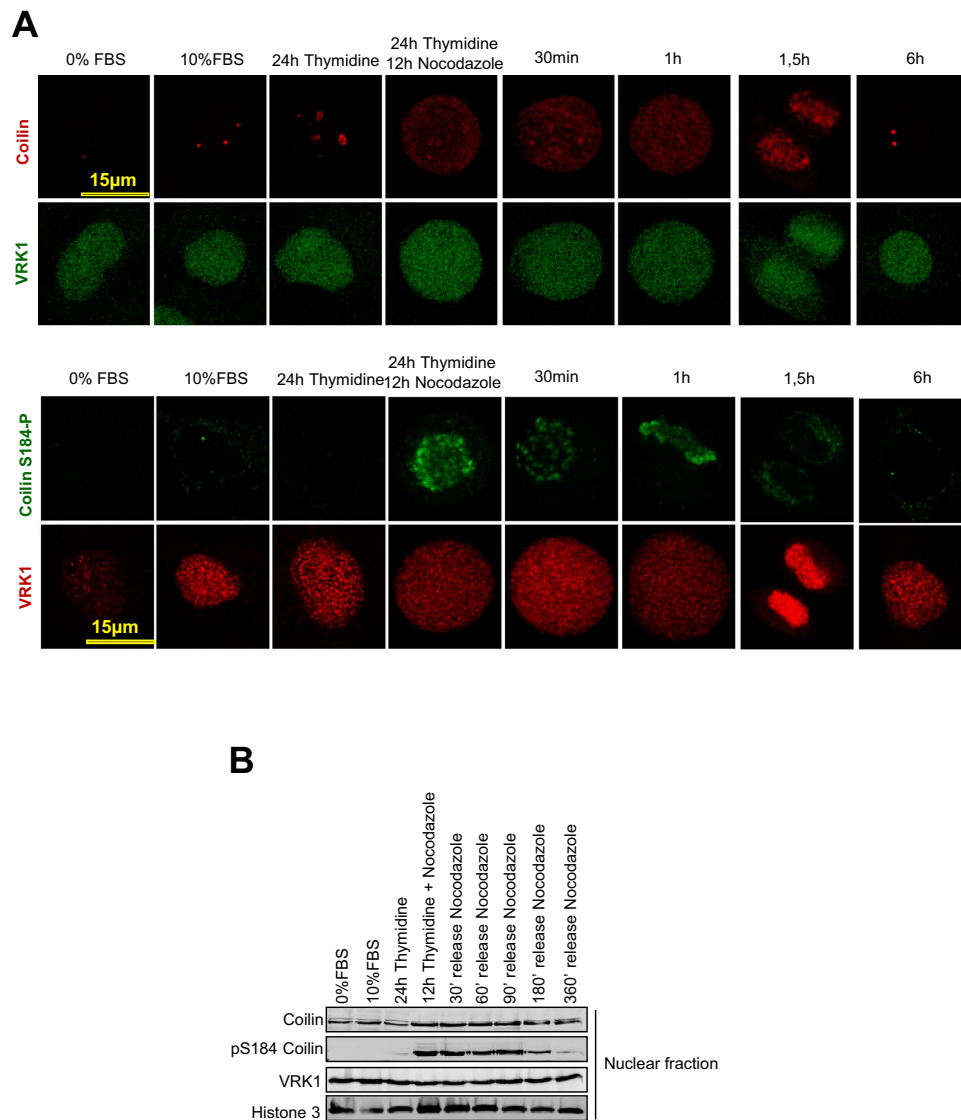 A
0% FBS
10%FBS
24h Thymidine
24h Thymidine
12h Nocodazole
30min
1h
1,5h
6h
Coilin
15µm
VRK1
0% FBS
10%FBS
24h Thymidine
24h Thymidine
12h Nocodazole
30min
1h
1,5h
6h
Coilin S184-P
VRK1
15µm
B
0%FBS
10%FBS
24h Thymidine
12h Thymidine + Nocodazole
30' release Nocodazole
60' release Nocodazole
90' release Nocodazole
180' release Nocodazole
360' release Nocodazole
Coilin
pS184 Coilin
VRK1
Histone 3
Nuclear fraction